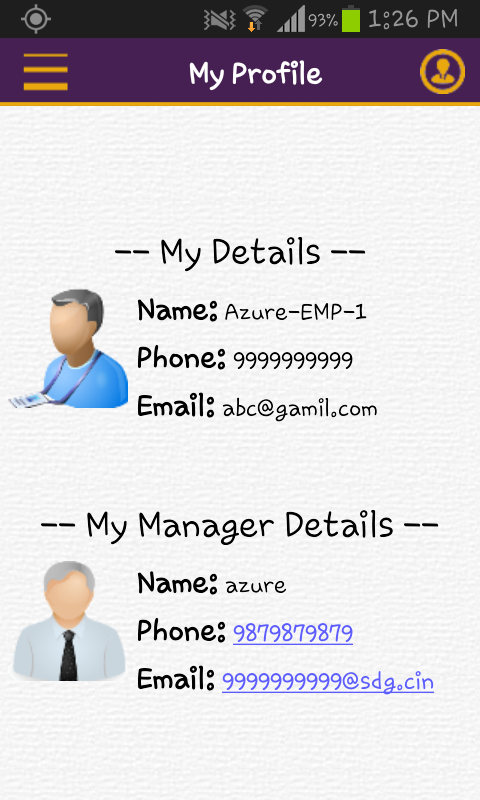 93% 1:26 PM
My Profile
-- My Details --
Name: Azure-EMP-1
Phone: 9999999999
Email: abc@gamil.com
-- My Manager Details --
Name: azure
Phone: 9879879879
Email: 9999999999@sdg.cin